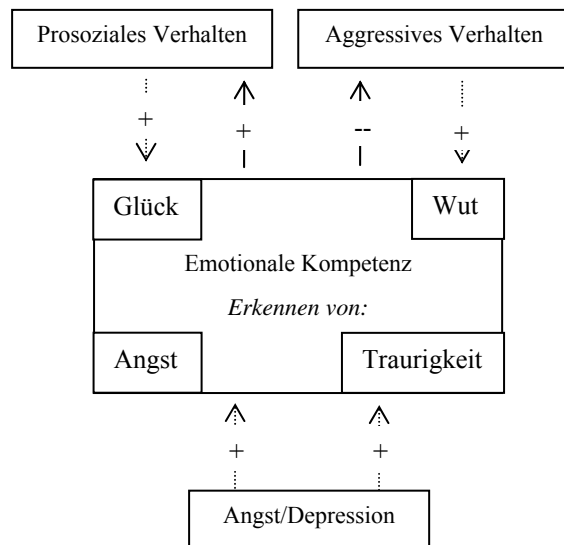 Prosoziales Verhalten Aggressives Verhalten
+ + -- +
Glück Wut
Emotionale Kompetenz
Erkennen von:
Angst Traurigkeit
+ +
Angst/Depression